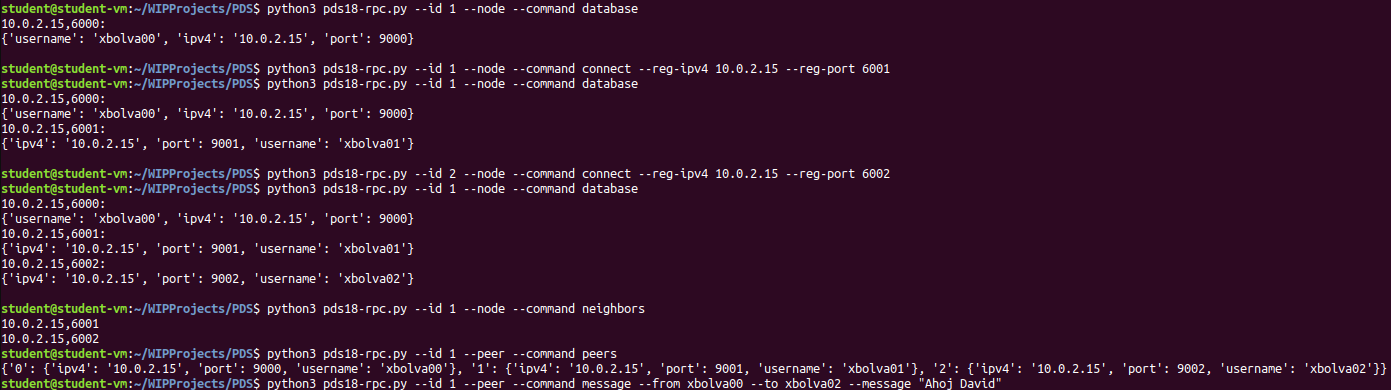 student@student-vm:~/WIPProjects/PDS$ python3 pds18-rpc.py --id 1 --node --command database
10.0.2.15,6000:
{'username': 'xbolva00', 'ipv4': '10.0.2.15', 'port': 9000}
student@student-vm:~/WIPProjects/PDS$ python3 pds18-rpc.py --id 1 --node --command connect --reg-ipv4 10.0.2.15 --reg-port 6001
student@student-vm:~/WIPProjects/PDS$ python3 pds18-rpc.py --id 1 --node --command database
10.0.2.15,6000:
{'username': 'xbolva00', 'ipv4': '10.0.2.15', 'port': 9000}
10.0.2.15,6001:
{'ipv4': '10.0.2.15', 'port': 9001, 'username': 'xbolva01'}
student@student-vm:~/WIPProjects/PDS$ python3 pds18-rpc.py --id 2 --node --command connect --reg-ipv4 10.0.2.15 --reg-port 6002
student@student-vm:~/WIPProjects/PDS$ python3 pds18-rpc.py --id 1 --node --command database
10.0.2.15,6000:
{'username': 'xbolva00', 'ipv4': '10.0.2.15', 'port': 9000}
10.0.2.15,6001:
{'ipv4': '10.0.2.15', 'port': 9001, 'username': 'xbolva01'}
10.0.2.15,6002:
{'ipv4': '10.0.2.15', 'port': 9002, 'username': 'xbolva02'}
student@student-vm:~/WIPProjects/PDS$ python3 pds18-rpc.py --id 1 --node --command neighbors
10.0.2.15,6001
10.0.2.15,6002
student@student-vm:~/WIPProjects/PDS$ python3 pds18-rpc.py --id 1 --peer --command peers
{'0': {'ipv4': '10.0.2.15', 'port': 9000, 'username': 'xbolva00'}, '1': {'ipv4': '10.0.2.15', 'port': 9001, 'username': 'xbolva01'}, '2': {'ipv4': '10.0.2.15', 'port': 9002, 'username': 'xbolva02'}}
student@student-vm:~/WIPProjects/PDS$ python3 pds18-rpc.py --id 1 --peer --command message --from xbolva00 --to xbolva02 --message "Ahoj David"